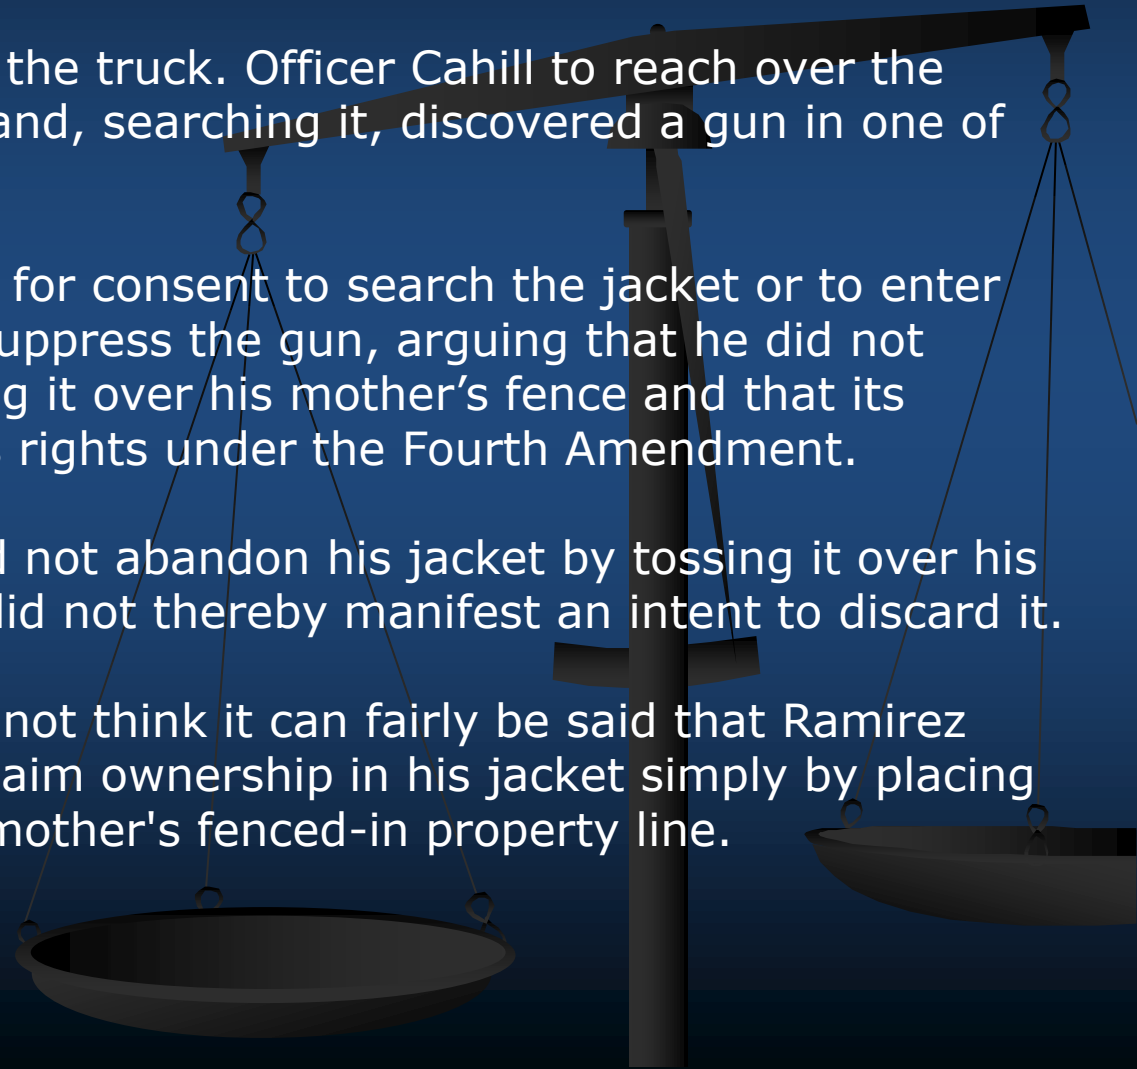 the truck. Officer Cahill to reach over the
and, searching it, discovered a gun in one of
for consent to search the jacket or to enter
uppress the gun, arguing that he did not
g it over his mother’s fence and that its
rights under the Fourth Amendment.
not abandon his jacket by tossing it over his
did not thereby manifest an intent to discard it.
not think it can fairly be said that Ramirez
aim ownership in his jacket simply by placing
mother's fenced-in property line.